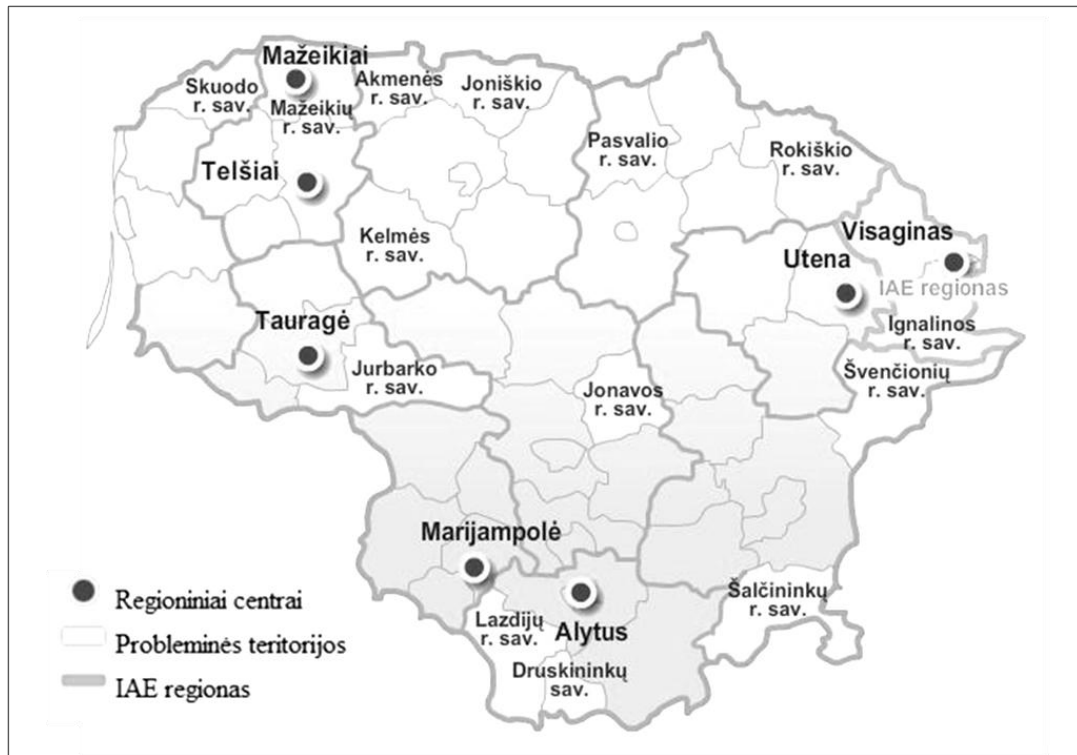 Mažeikiai
Skuodo
r. sav.
Mažeikių
r. sav.
Akmenės
r. sav.
Joniškio
r. sav.
Pasvalio
r. sav.
Rokiškio
r. sav.
Telšiai
Kelmės
r. sav.
Visaginas
Utena
IAE regionas
Ignalinos
r. sav.
Tauragė
Jurbarko
r. sav.
Jonavos
r. sav.
Švenčionių
r. sav.
Marijampolė
Lazdijų
r. sav.
Alytus
Šalčininkų
r. sav.
Druskininkų
sav.
Regioniniai centrai
Probleminės teritorijos
IAE regionas